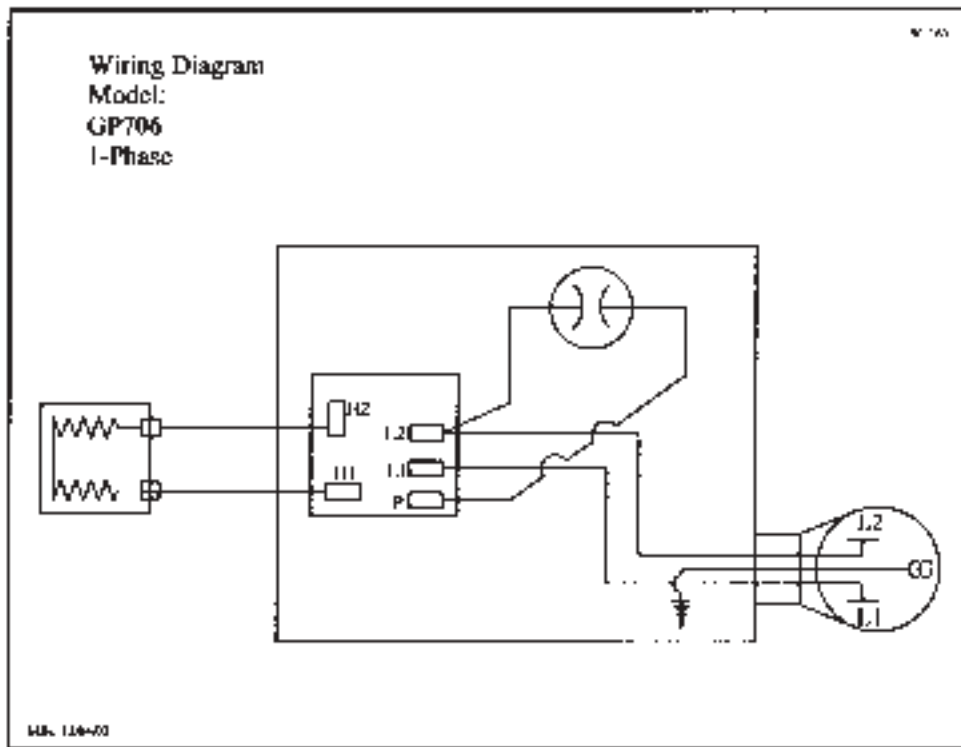 Wiring Diagram
Model:
GP706
1-Phase
H2
L2
H1
L1
P
L2
G
L1